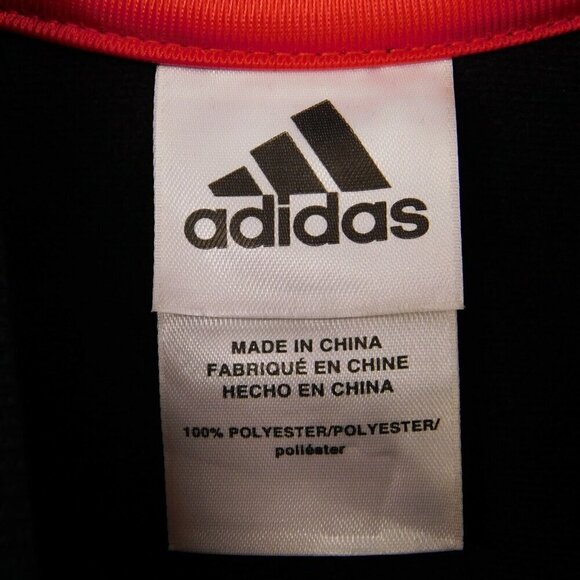 adidas
MADE IN CHINA
FABRIQUÉ EN CHINE
HECHO EN CHINA
100% POLYESTER/POLYESTER/
poliéster